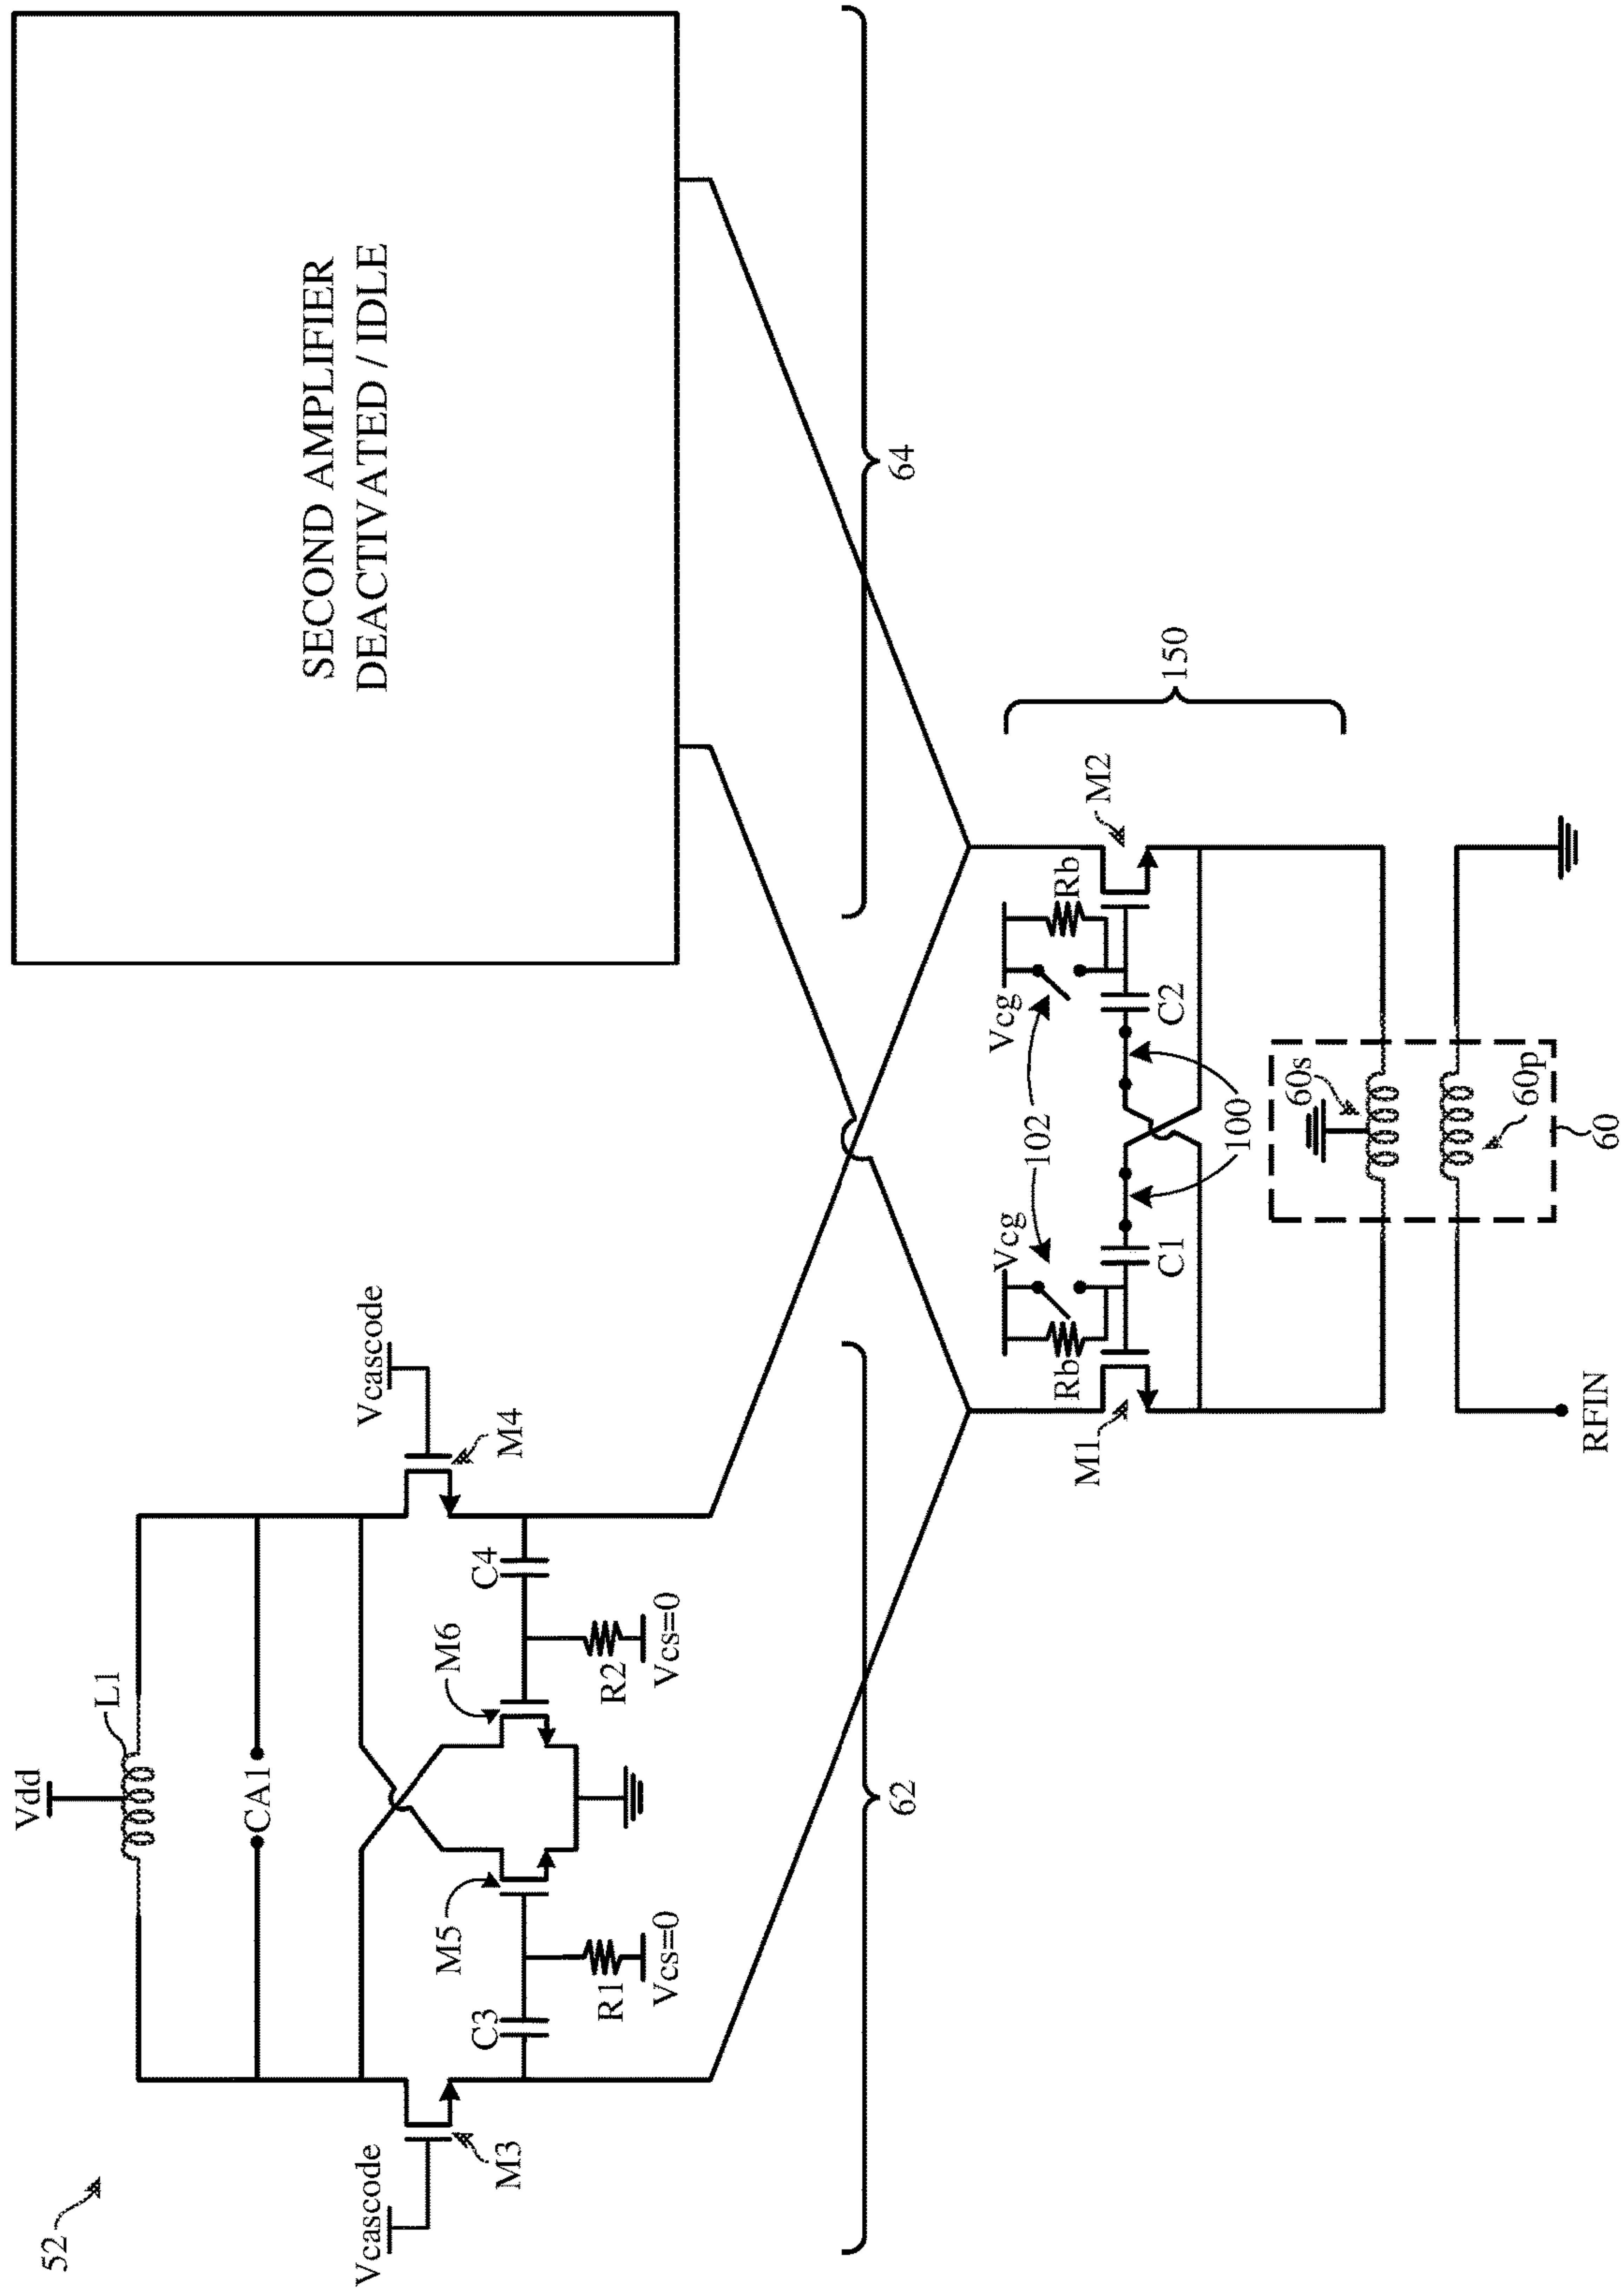 52
Vdd
L1
CA1
Vcascode
Vcascode
M3
M4
M5
M6
C3
C4
R1
R2
Vcs=0
Vcs=0
62
SECOND AMPLIFIER
DEACTIVATED / IDLE
64
Vcg
Vcg
Rb
Rb
102
M1
M2
C1
C2
100
150
60s
60p
60
RFIN